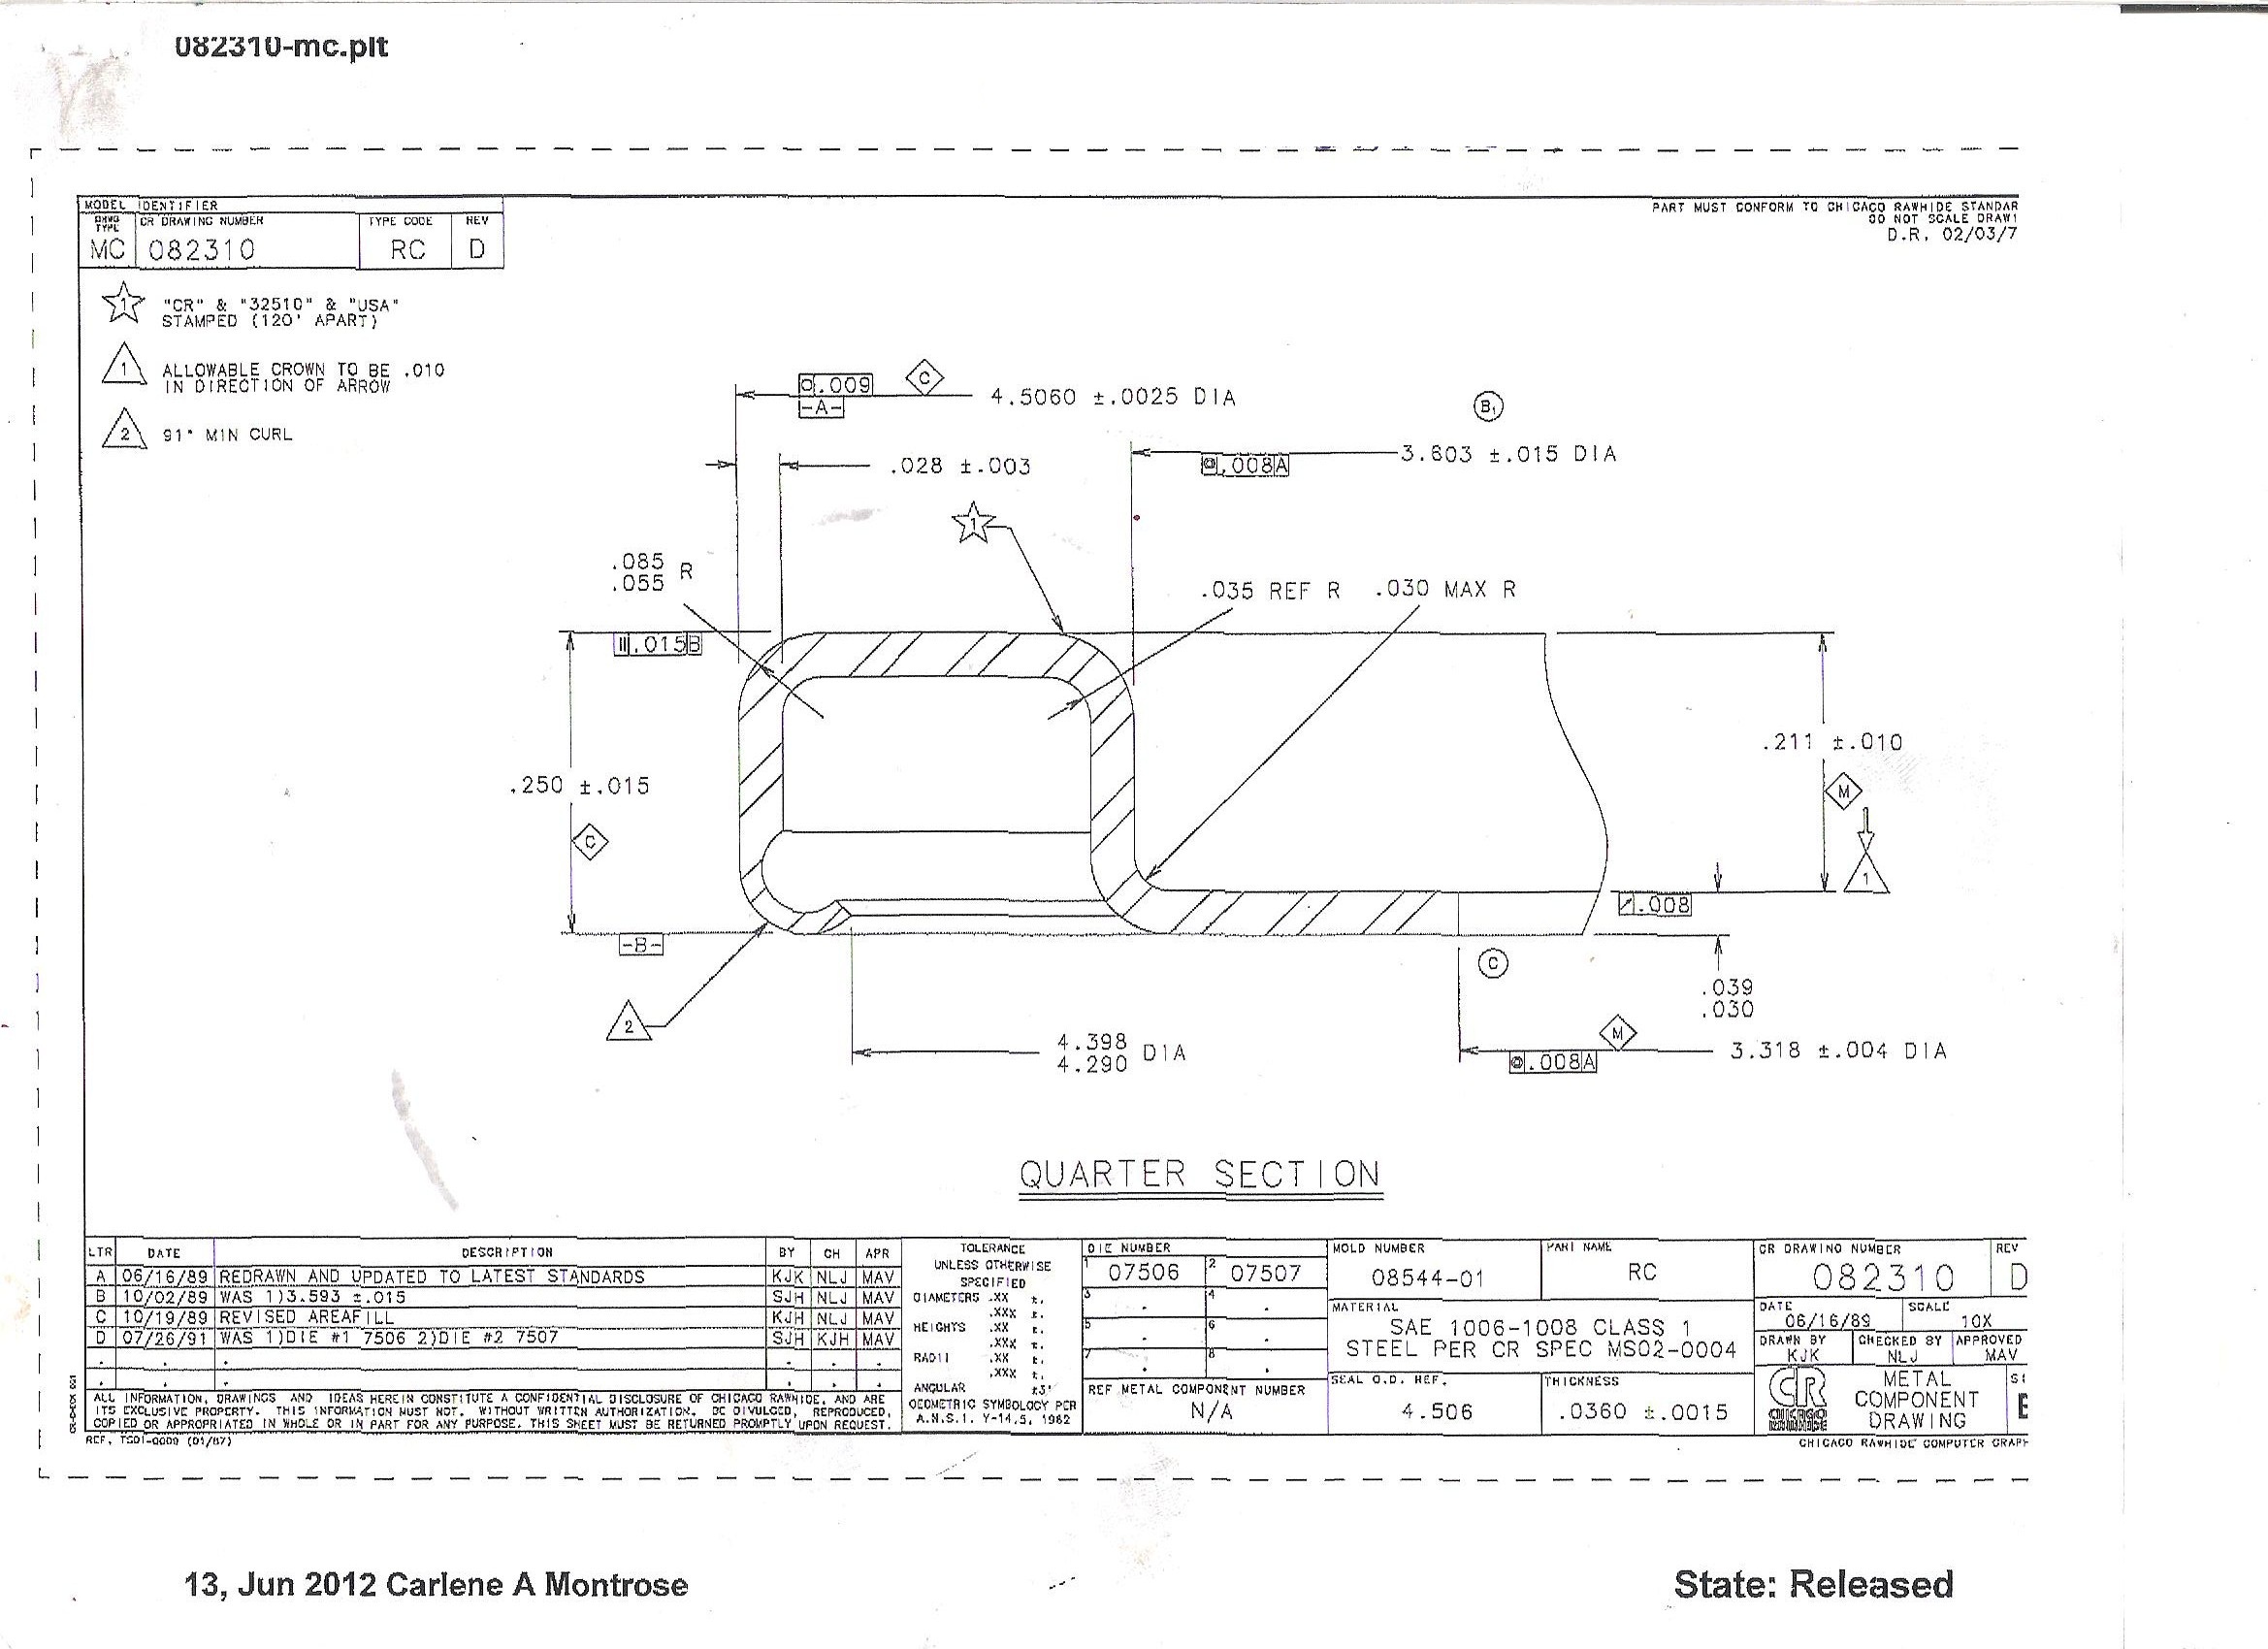 082310-mc.plt
MODEL IDENTIFIER
DRWG TYPE
CR DRAWING NUMBER
TYPE CODE
REV
MC
082310
RC
D
PART MUST CONFORM TO CHICAGO RAWHIDE STANDAR
DO NOT SCALE DRAWI
D.R. 02/03/7
1
"CR" & "32510" & "USA"
STAMPED (120° APART)
1
ALLOWABLE CROWN TO BE .010
IN DIRECTION OF ARROW
2
91° MIN CURL
.009
-A-
C
4.5060 ±.0025 DIA
B1
.028 ±.003
.008 A
±.015 DIA
1
.085
.055 R
.035 REF R
.030 MAX R
.015 B
.211 ±.010
.250 ±.015
M
C
1
.008
-B-
C
.039
.030
2
M
4.398
4.290 DIA
.008 A
3.318 ±.004 DIA
QUARTER SECTION
LTR DATE DESCRIPTION BY CH APR
A 06/16/89 REDRAWN AND UPDATED TO LATEST STANDARDS KJK NLJ MAV
B 10/02/89 WAS 1)3.593 ±.015 SJH NLJ MAV
C 10/19/89 REVISED AREAFILL KJH NLJ MAV
D 07/26/91 WAS 1)DIE #1 7506 2)DIE #2 7507 SJH KJH MAV
ALL INFORMATION, DRAWINGS AND IDEAS HEREIN CONSTITUTE A CONFIDENTIAL DISCLOSURE OF CHICAGO RAWHIDE, AND ARE
ITS EXCLUSIVE PROPERTY. THIS INFORMATION MUST NOT, WITHOUT WRITTEN AUTHORIZATION, BE DIVULGED, REPRODUCED,
COPIED OR APPROPRIATED IN WHOLE OR IN PART FOR ANY PURPOSE. THIS SHEET MUST BE RETURNED PROMPTLY UPON REQUEST.
REF. TS01-0009 (01/87)
TOLERANCE
UNLESS OTHERWISE
SPECIFIED
DIAMETERS .XX ±.
.XXX ±.
HEIGHTS .XX ±.
.XXX ±.
RADII .XX ±.
.XXX ±.
ANGULAR ±3°
GEOMETRIC SYMBOLOGY PER
A.N.S.I. Y-14.5, 1982
DIE NUMBER
1 07506 2 07507
3 4
5 6
7 8
REF METAL COMPONENT NUMBER
N/A
MOLD NUMBER
08544-01
PART NAME
RC
MATERIAL
SAE 1006-1008 CLASS 1
STEEL PER CR SPEC MS02-0004
SEAL O.D. REF.
4.506
THICKNESS
.0360 ±.0015
CR DRAWING NUMBER
082310
REV
D
DATE
06/16/89
SCALE
10X
DRAWN BY
KJK
CHECKED BY
NLJ
APPROVED
MAV
CR
CHICAGO
RAWHIDE
METAL
COMPONENT
DRAWING
CHICAGO RAWHIDE COMPUTER GRAPH
13, Jun 2012 Carlene A Montrose
State: Released